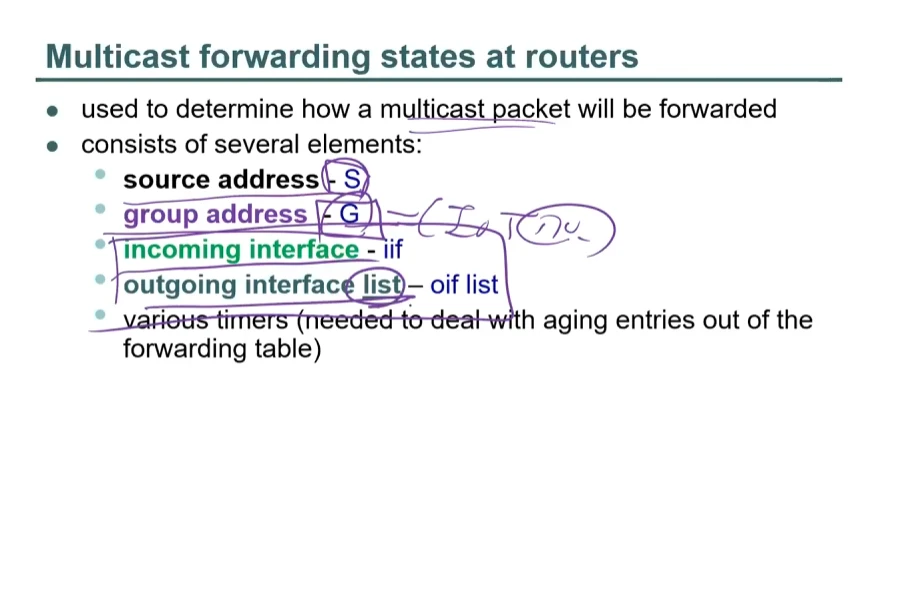 Multicast forwarding states at routers
● used to determine how a multicast packet will be forwarded
● consists of several elements:
• source address - S
• group address - G
• incoming interface - iif
• outgoing interface list – oif list
• various timers (needed to deal with aging entries out of the
forwarding table)